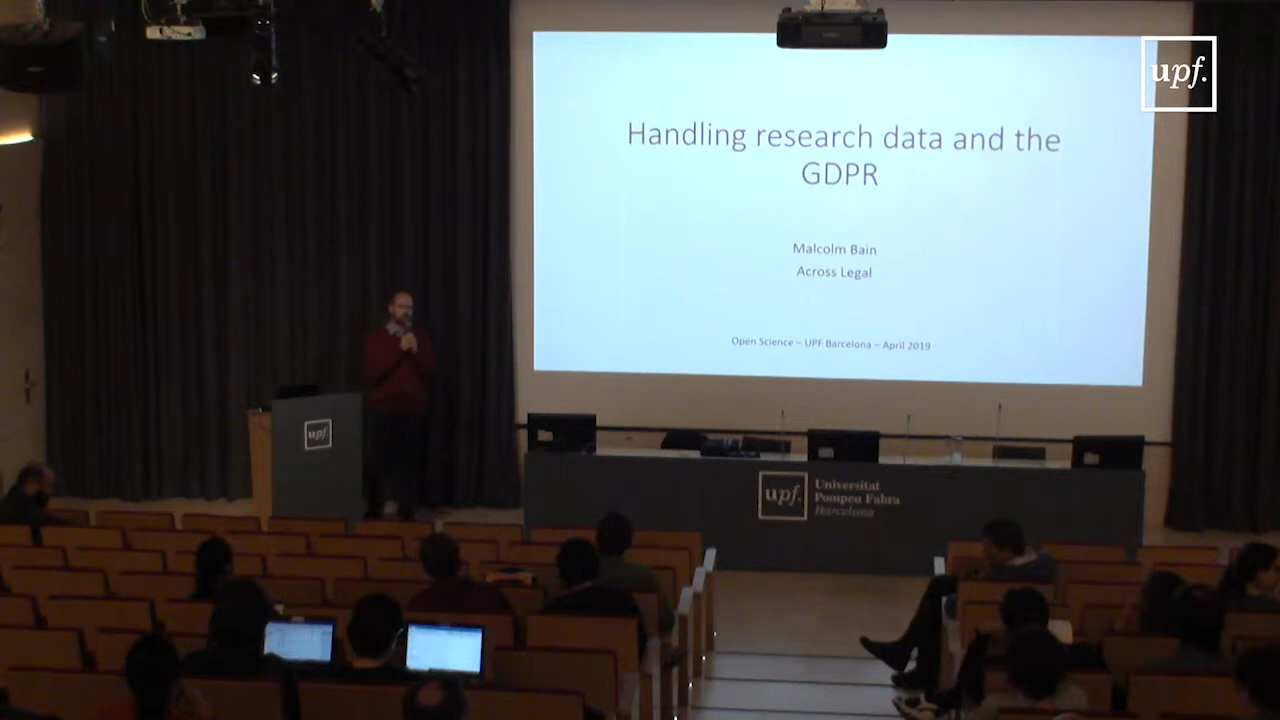 upf.
Handling research data and the
GDPR
Malcolm Bain
Across Legal
Open Science – UPF Barcelona – April 2019
upf.
upf.
Universitat
Pompeu Fabra
Barcelona